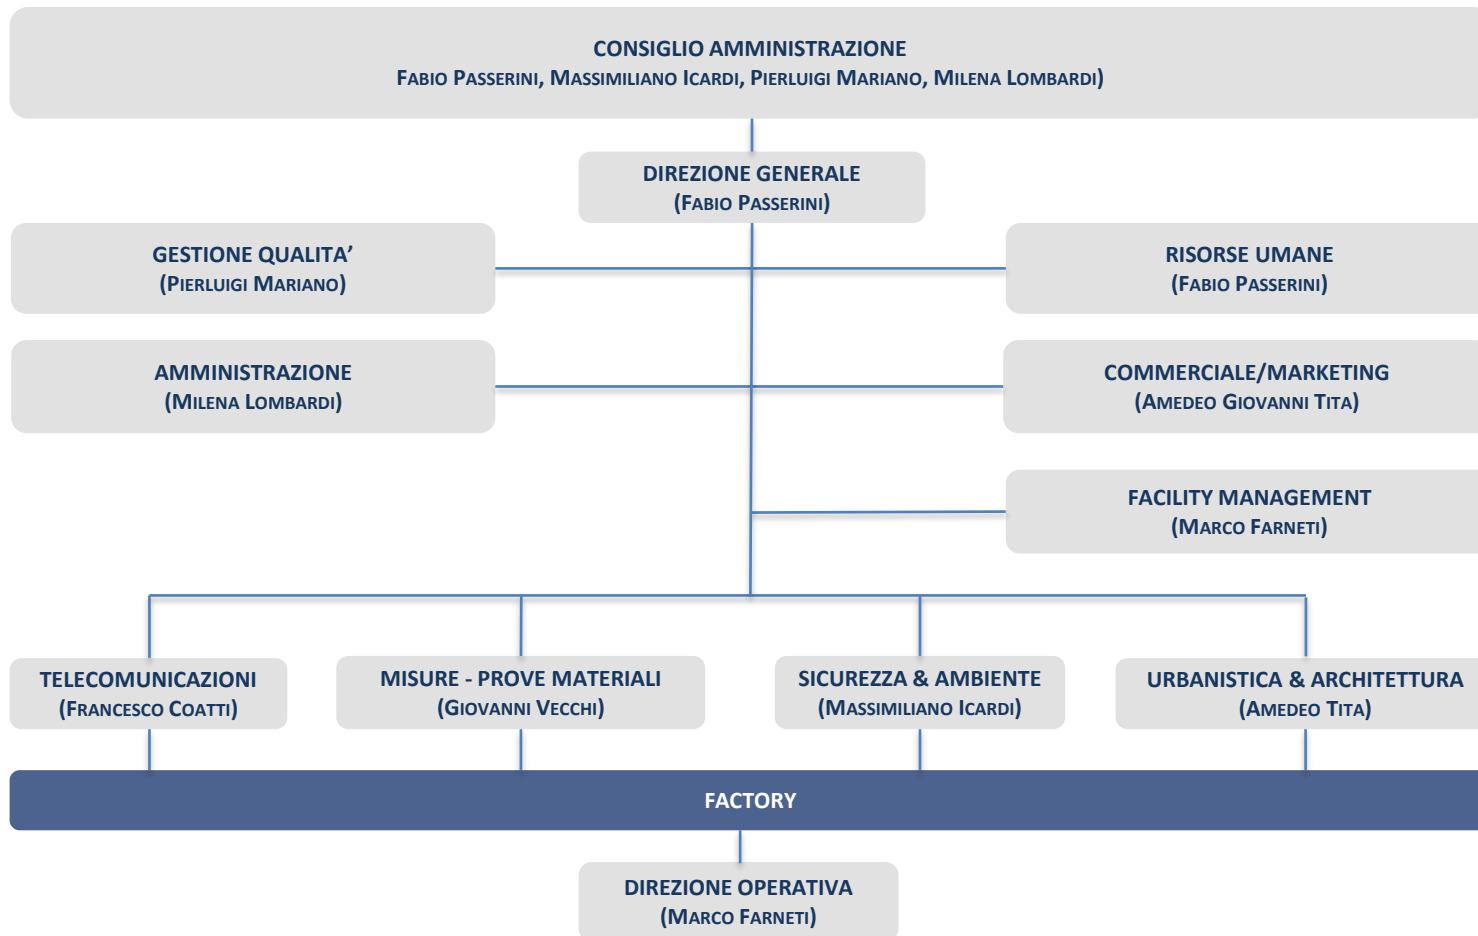 CONSIGLIO AMMINISTRAZIONE
FABIO PASSERINI, MASSIMILIANO ICARDI, PIERLUIGI MARIANO, MILENA LOMBARDI)
DIREZIONE GENERALE
(FABIO PASSERINI)
GESTIONE QUALITA’
(PIERLUIGI MARIANO)
RISORSE UMANE
(FABIO PASSERINI)
AMMINISTRAZIONE
(MILENA LOMBARDI)
COMMERCIALE/MARKETING
(AMEDEO GIOVANNI TITA)
FACILITY MANAGEMENT
(MARCO FARNETI)
TELECOMUNICAZIONI
(FRANCESCO COATTI)
MISURE - PROVE MATERIALI
(GIOVANNI VECCHI)
SICUREZZA & AMBIENTE
(MASSIMILIANO ICARDI)
URBANISTICA & ARCHITETTURA
(AMEDEO TITA)
FACTORY
DIREZIONE OPERATIVA
(MARCO FARNETI)